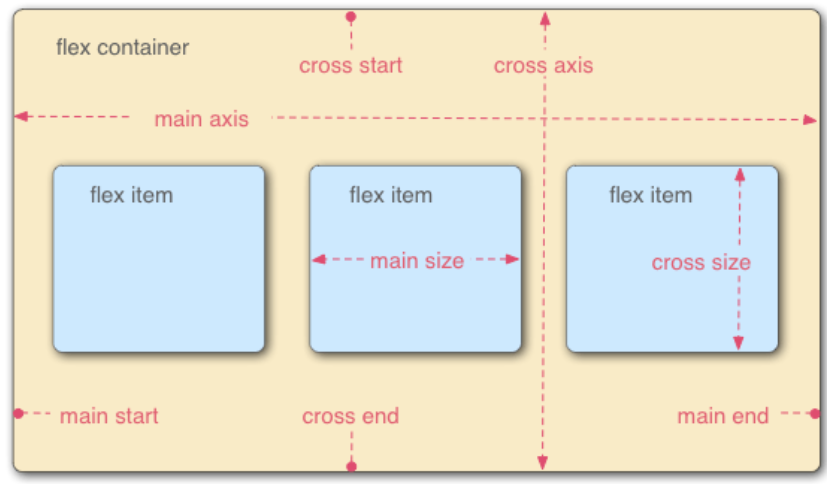 flex container
cross start
cross axis
main axis
flex item
flex item
flex item
main size
cross size
main start
cross end
main end